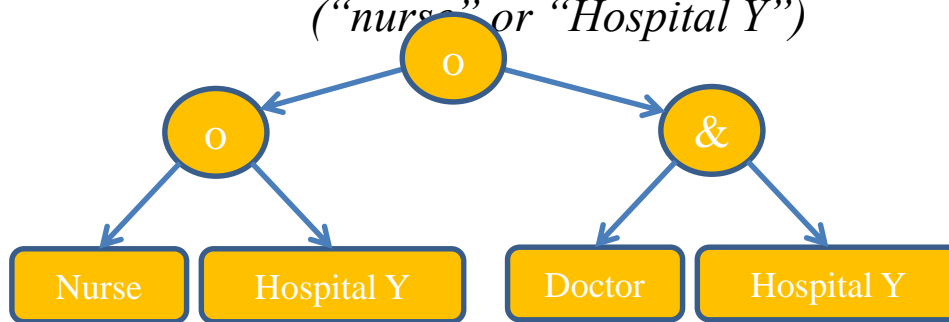 (“nurse” or “Hospital Y”)
o
o
&
Nurse
Hospital Y
Doctor
Hospital Y